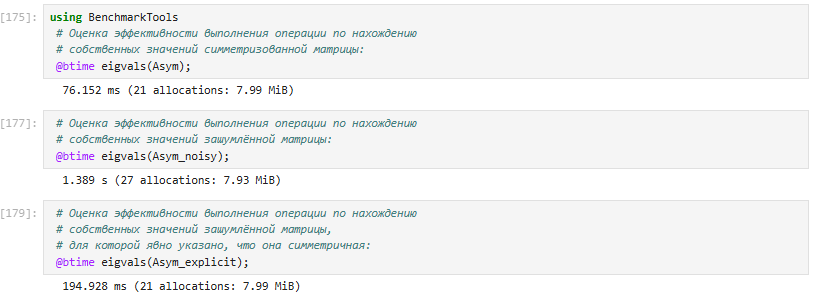 [175]:
using BenchmarkTools
# Оценка эффективности выполнения операции по нахождению
# собственных значений симметризованной матрицы:
@btime eigvals(Asym);
76.152 ms (21 allocations: 7.99 MiB)
[177]:
# Оценка эффективности выполнения операции по нахождению
# собственных значений зашумлённой матрицы:
@btime eigvals(Asym_noisy);
1.389 s (27 allocations: 7.93 MiB)
[179]:
# Оценка эффективности выполнения операции по нахождению
# собственных значений зашумлённой матрицы,
# для которой явно указано, что она симметричная:
@btime eigvals(Asym_explicit);
194.928 ms (21 allocations: 7.99 MiB)